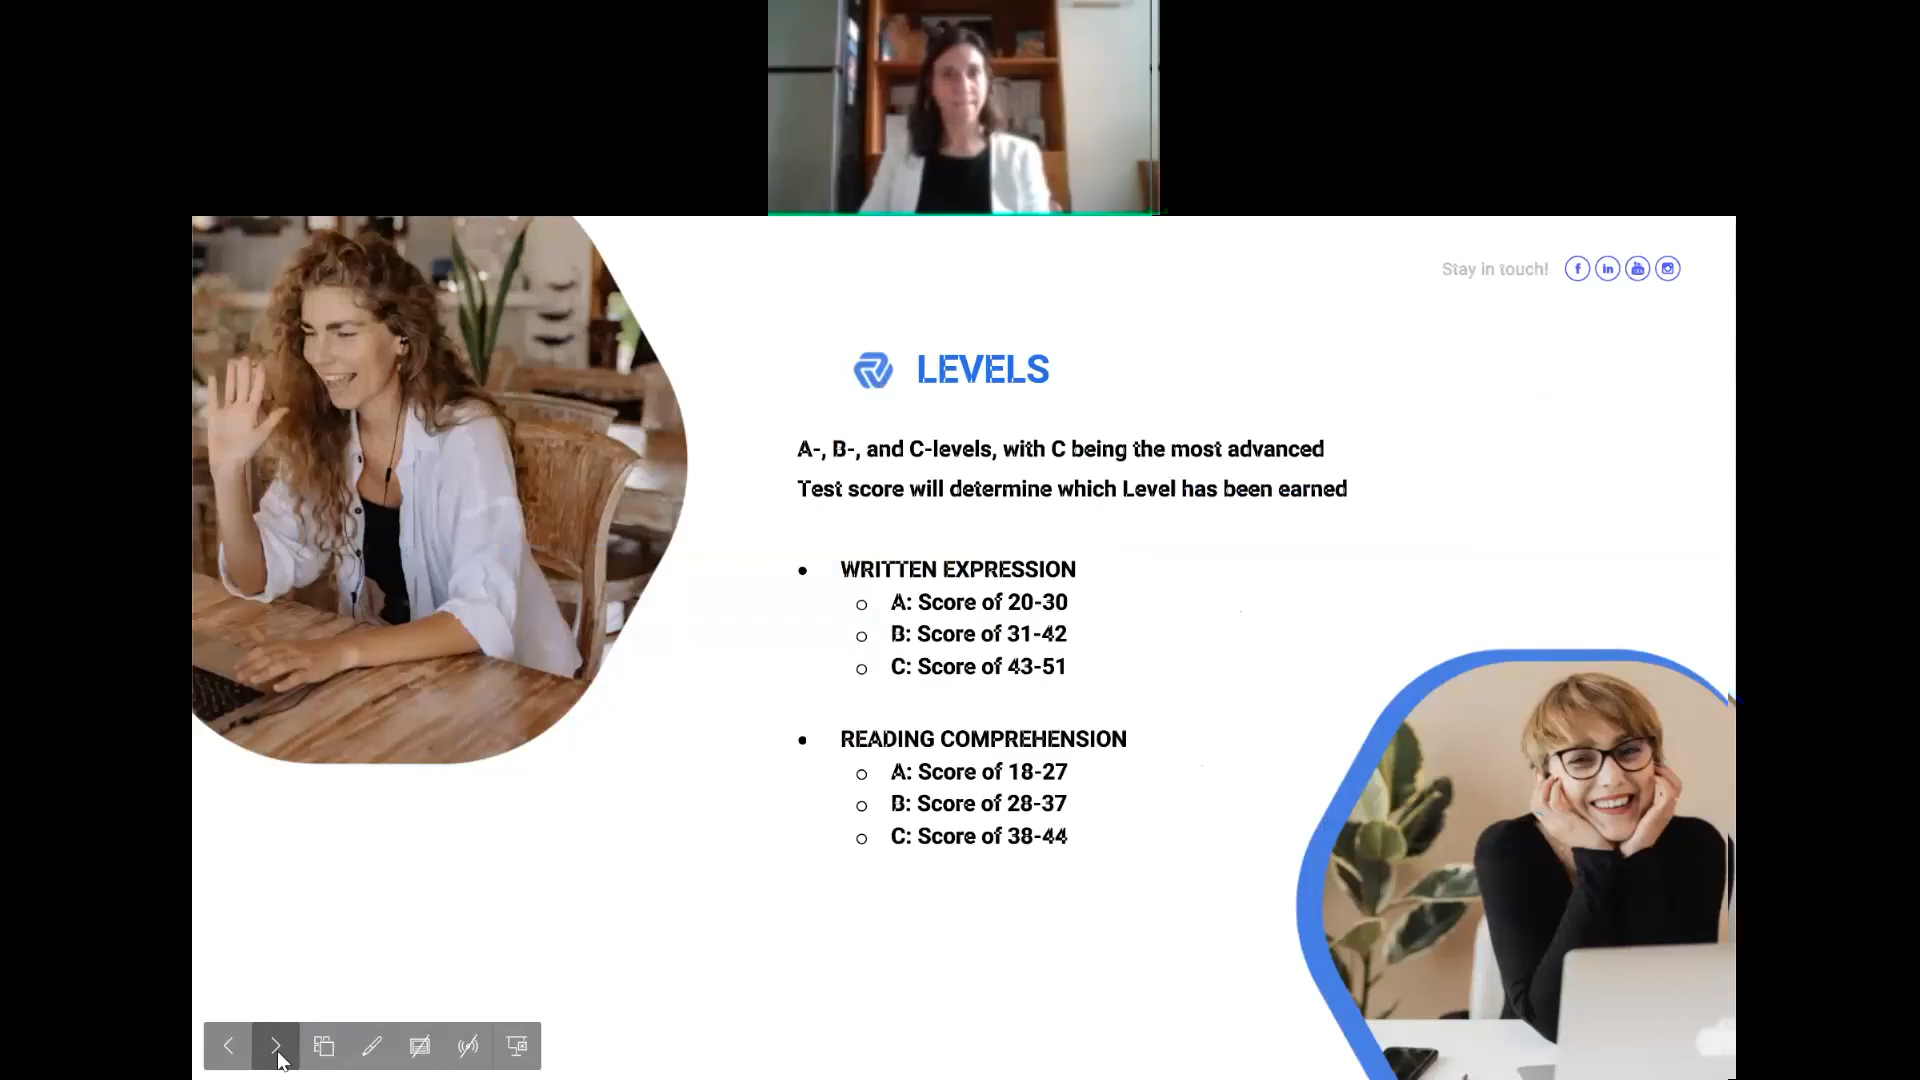 Stay in touch!
LEVELS
A-, B-, and C-levels, with C being the most advanced
Test score will determine which Level has been earned
• WRITTEN EXPRESSION
o A: Score of 20-30
o B: Score of 31-42
o C: Score of 43-51
• READING COMPREHENSION
o A: Score of 18-27
o B: Score of 28-37
o C: Score of 38-44